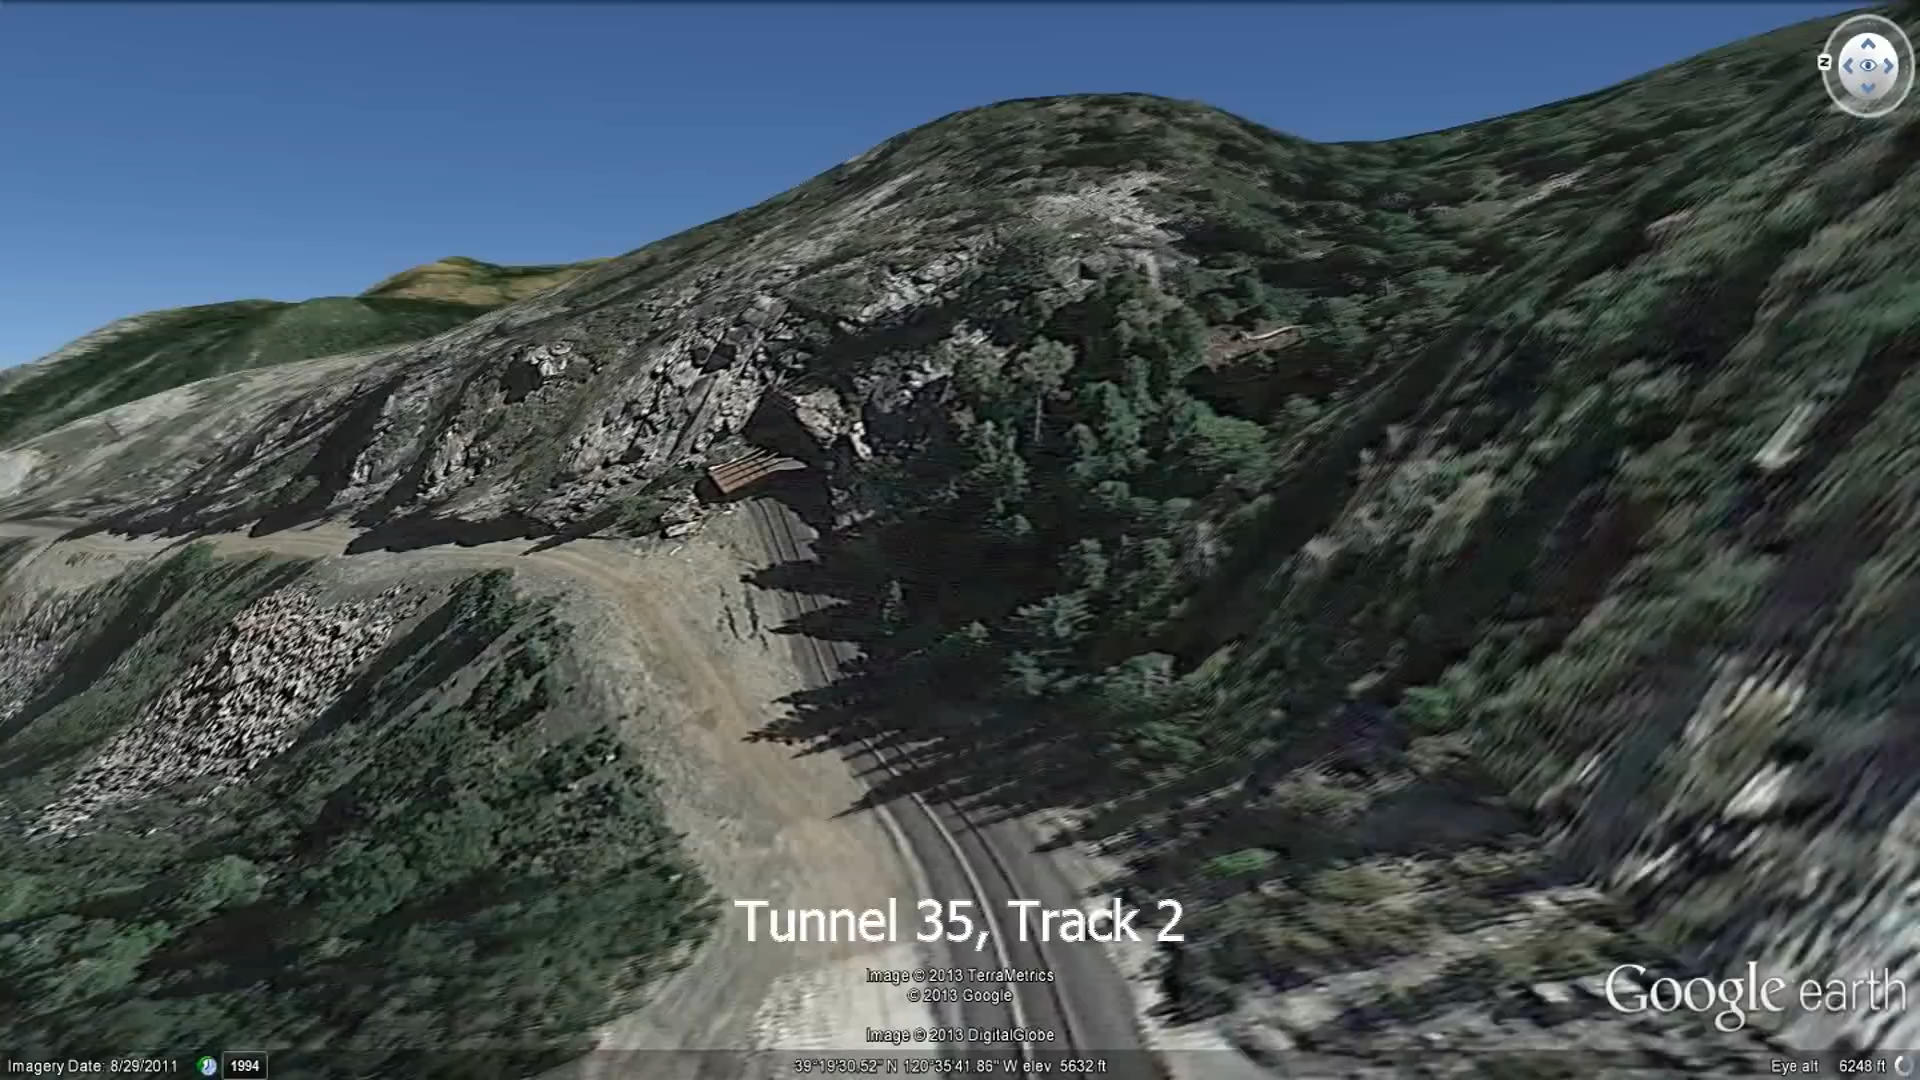 N
Tunnel 35, Track 2
Image © 2013 TerraMetrics
© 2013 Google
Image © 2013 DigitalGlobe
Google earth
Imagery Date: 8/29/2011
1994
39°19'30.52" N 120°35'41.86" W elev 5632 ft
Eye alt 6248 ft